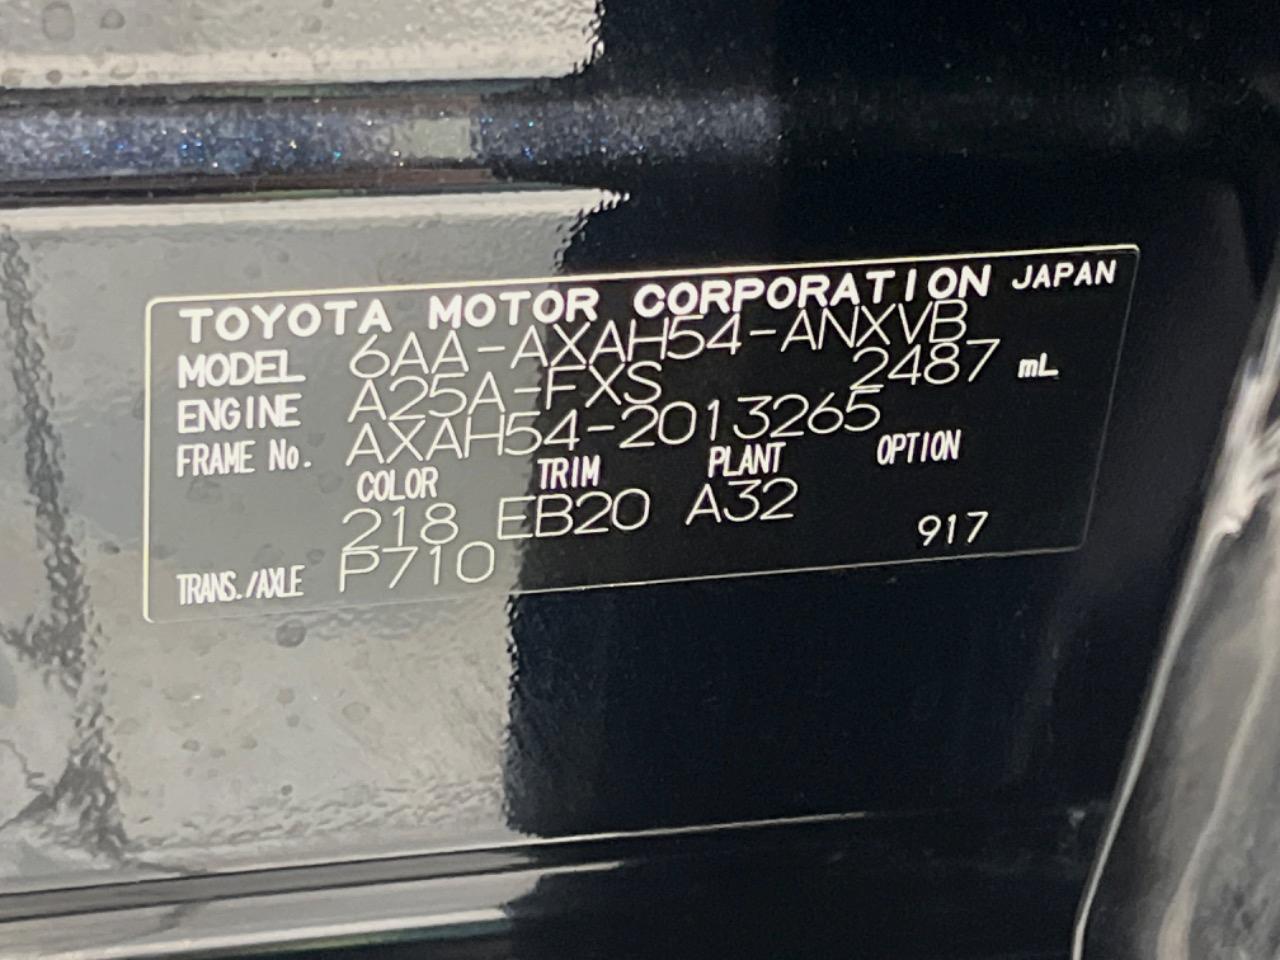 TOYOTA MOTOR CORPORATION JAPAN
MODEL 6AA-AXAH54-ANXVB
ENGINE A25A-FXS 2487 mL
FRAME No. AXAH54-2013265
COLOR TRIM PLANT OPTION
218 EB20 A32
TRANS./AXLE P710 917